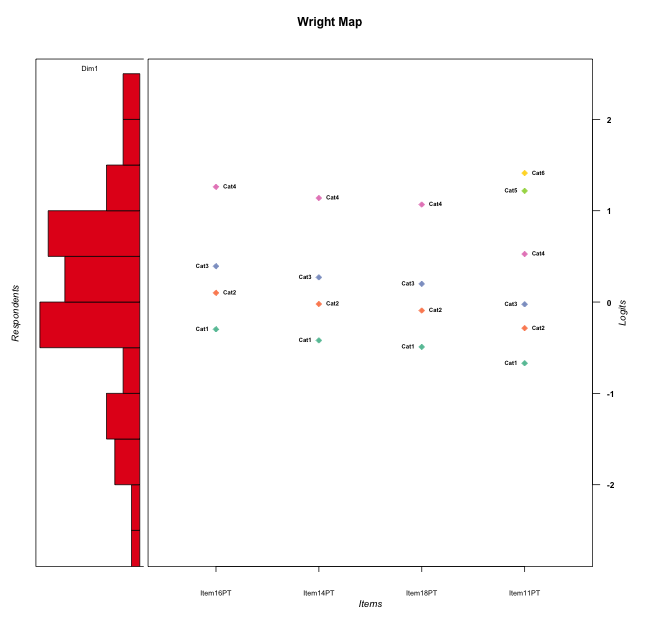 Wright Map
Dim1
Respondents
Cat6
Cat5
Cat4
Cat4
Cat4
Cat4
Cat3
Cat3
Cat3
Cat3
Cat2
Cat2
Cat2
Cat2
Cat1
Cat1
Cat1
Cat1
2
1
0
-1
-2
Logits
Item16PT Item14PT Item18PT Item11PT
Items